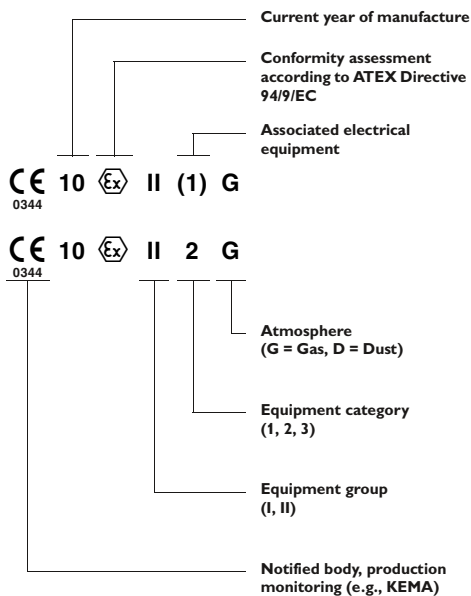 Current year of manufacture
Conformity assessment
according to ATEX Directive
94/9/EC
Associated electrical
equipment
CE 10 Ex II (1) G
0344
CE 10 Ex II 2 G
0344
Atmosphere
(G = Gas, D = Dust)
Equipment category
(1, 2, 3)
Equipment group
(I, II)
Notified body, production
monitoring (e.g., KEMA)